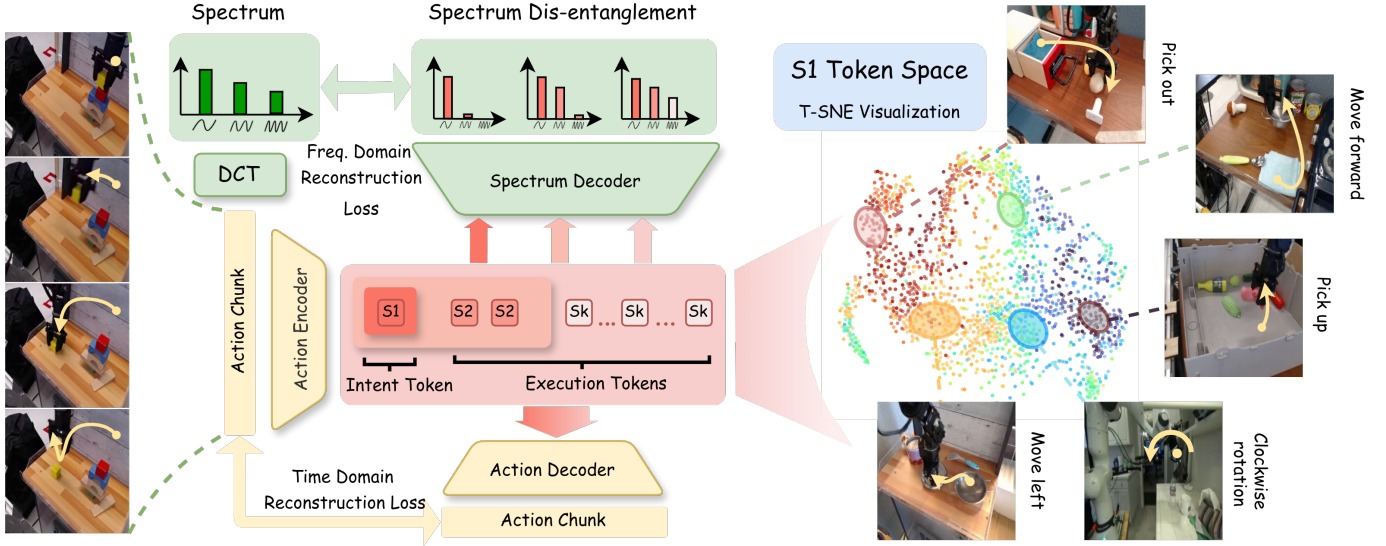 Spectrum
Spectrum Dis-entanglement
S1 Token Space
T-SNE Visualization
Pick out
Move forward
DCT
Freq. Domain
Reconstruction
Loss
Spectrum Decoder
Action Chunk
Action Encoder
S1
S2
S2
Sk
...
Sk
...
Sk
Intent Token
Execution Tokens
Pick up
Action Decoder
Time Domain
Reconstruction Loss
Action Chunk
Move left
Clockwise
rotation